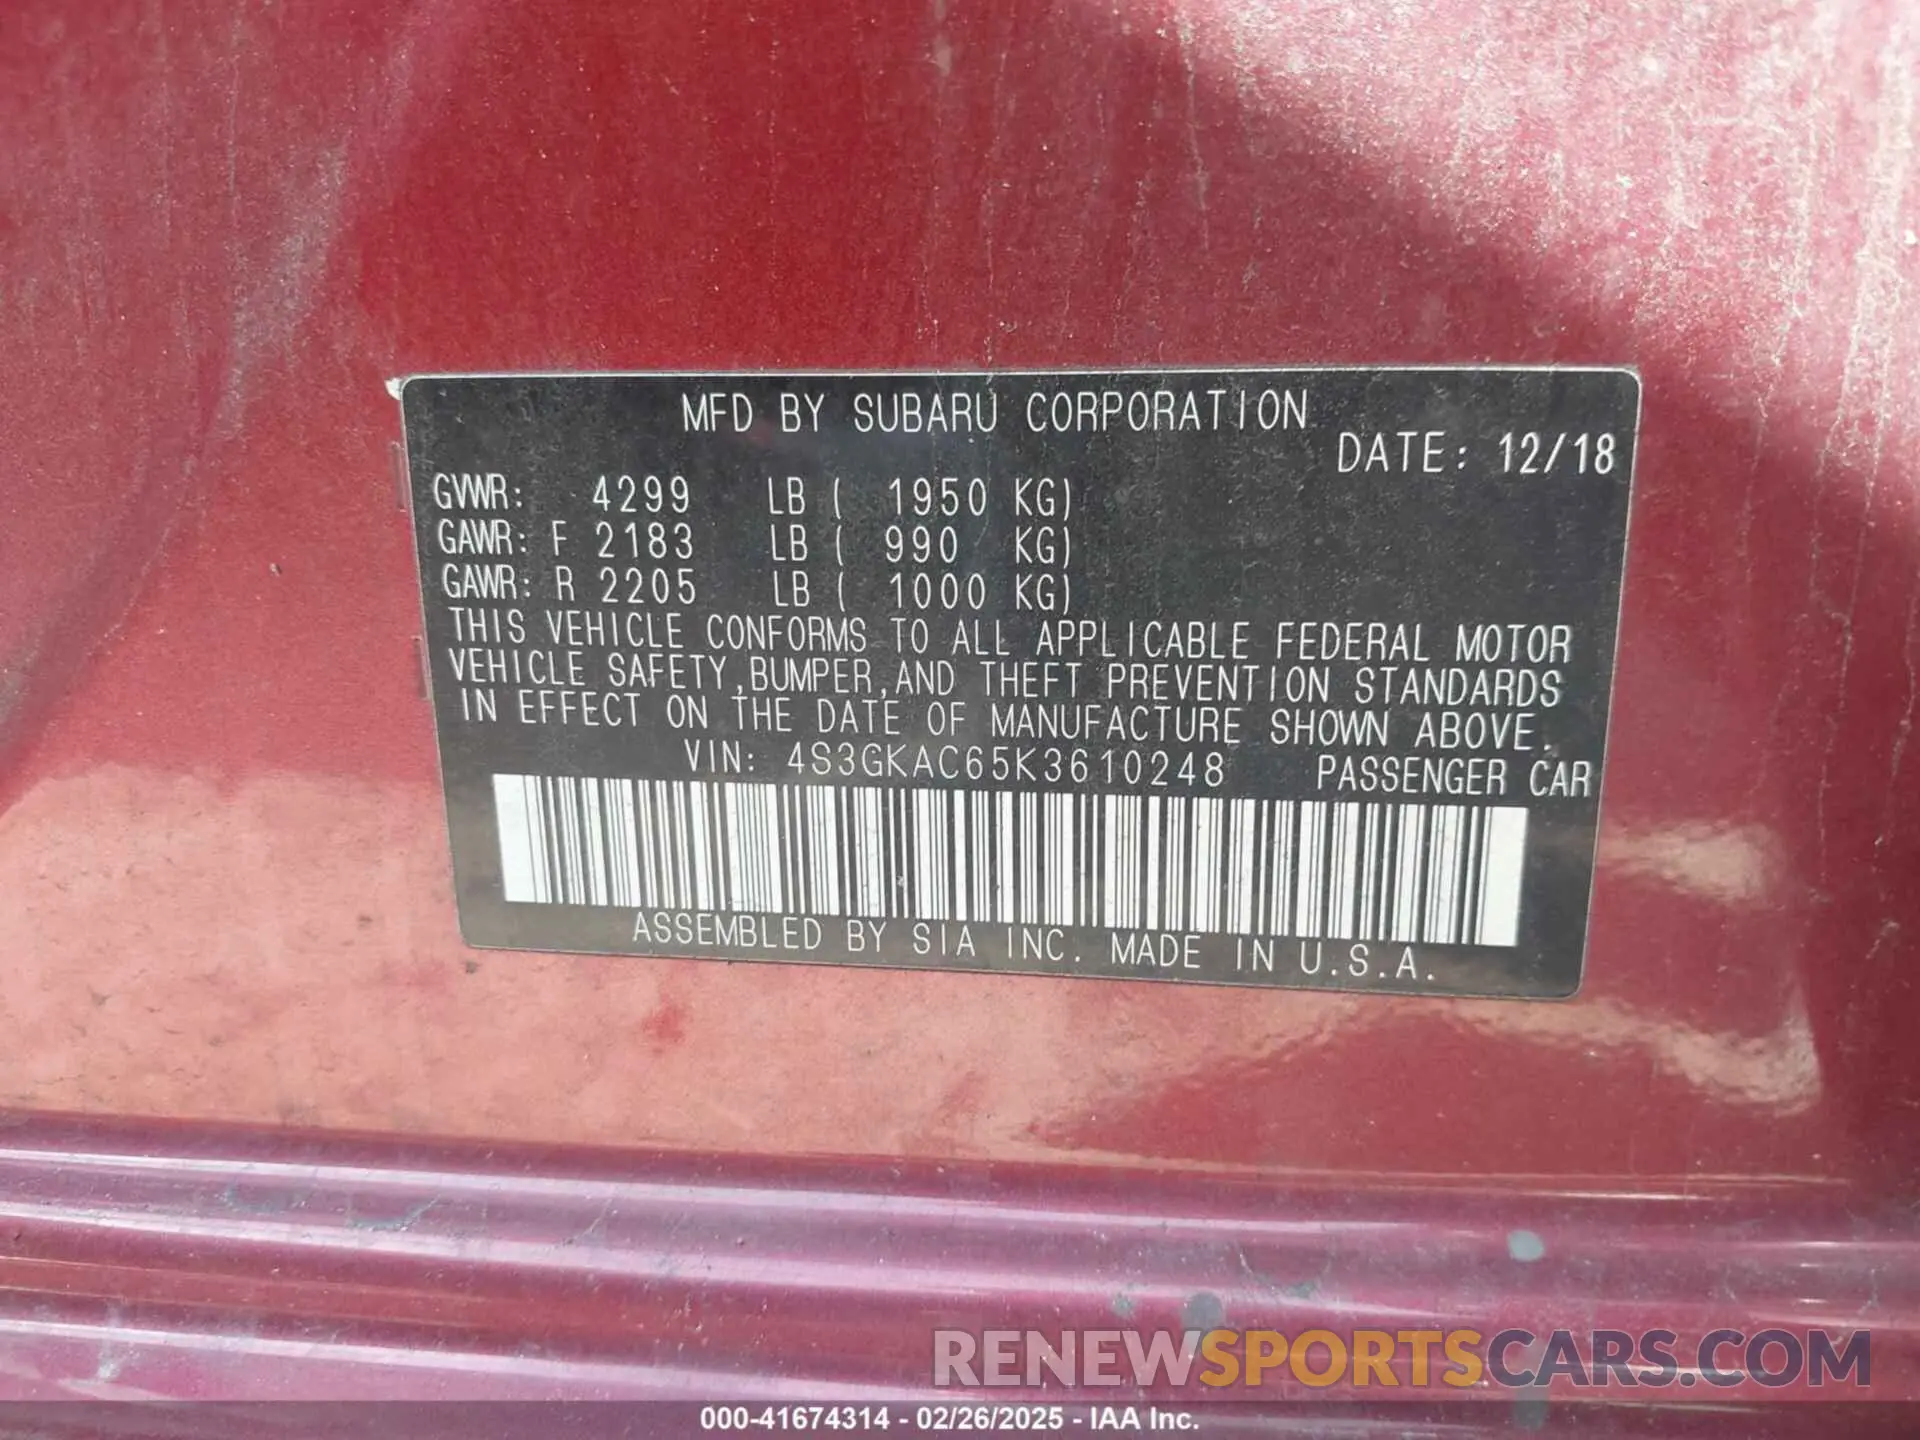 MFD BY SUBARU CORPORATION
DATE: 12/18
GVWR: 4299 LB ( 1950 KG)
GAWR: F 2183 LB ( 990 KG)
GAWR: R 2205 LB ( 1000 KG)
THIS VEHICLE CONFORMS TO ALL APPLICABLE FEDERAL MOTOR
VEHICLE SAFETY,BUMPER,AND THEFT PREVENTION STANDARDS
IN EFFECT ON THE DATE OF MANUFACTURE SHOWN ABOVE.
VIN: 4S3GKAC65K3610248 PASSENGER CAR
ASSEMBLED BY SIA INC. MADE IN U.S.A.
RENEWSPORTSCARS.COM
000-41674314 - 02/26/2025 - IAA Inc.